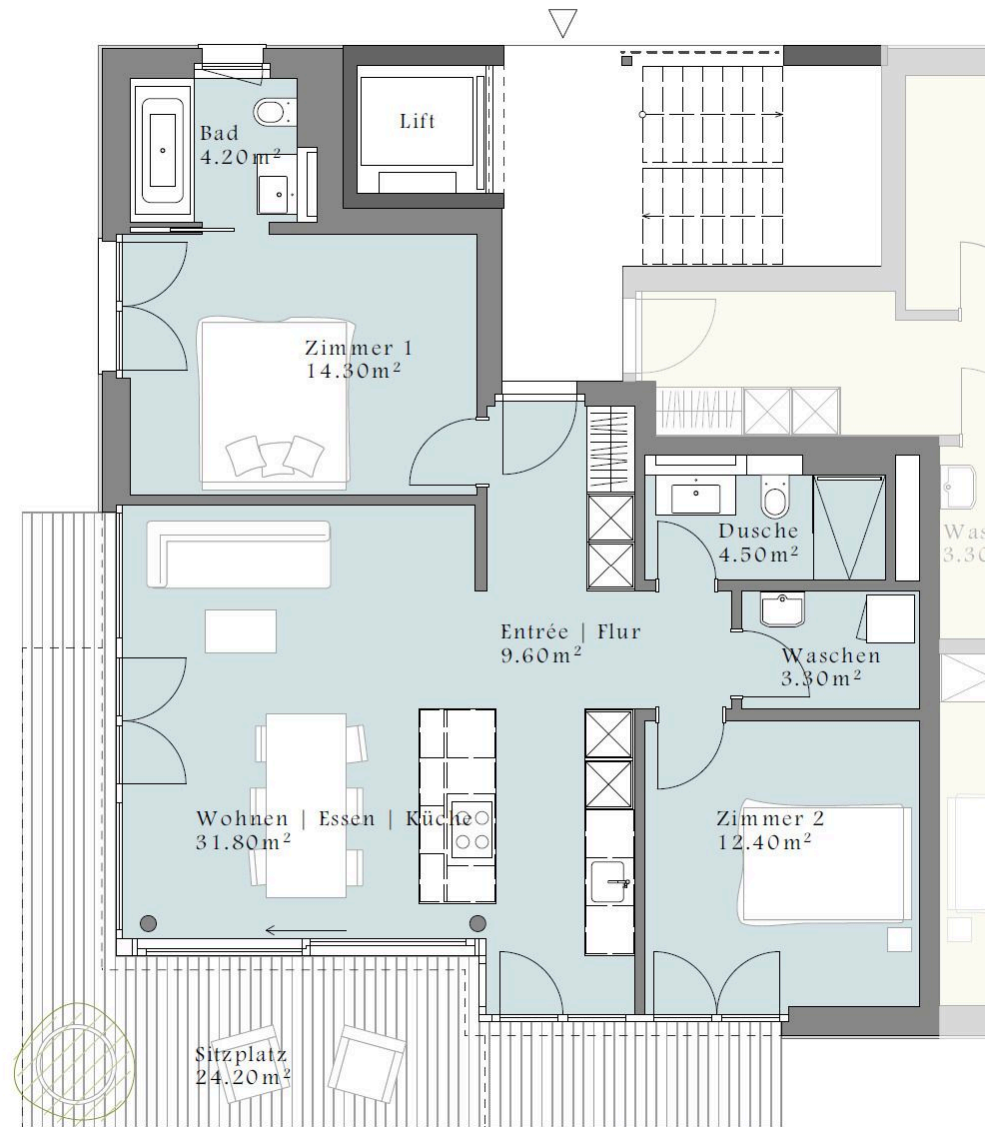 Lift
Bad
4.20m²
Zimmer 1
14.30m²
Dusche
4.50m²
Entrée | Flur
9.60m²
Waschen
3.30m²
Wohnen | Essen | Küche
31.80m²
Zimmer 2
12.40m²
Sitzplatz
24.20m²